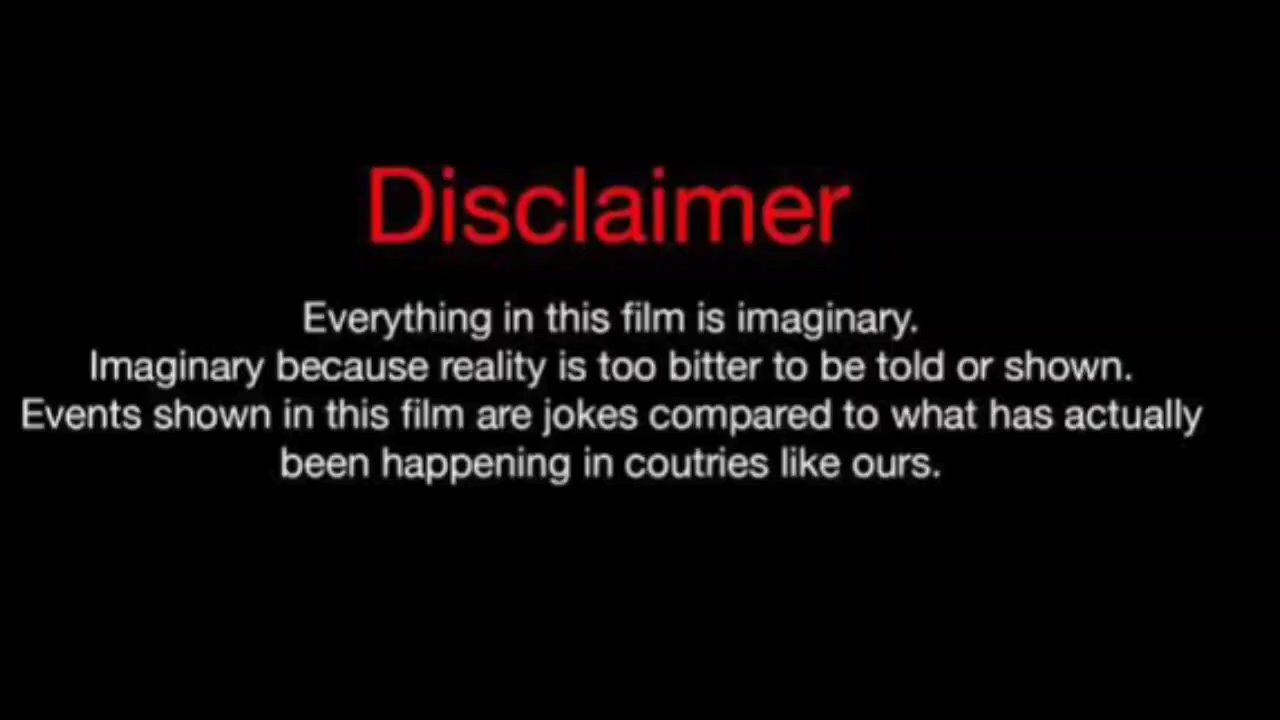 Disclaimer
Everything in this film is imaginary.
Imaginary because reality is too bitter to be told or shown.
Events shown in this film are jokes compared to what has actually
been happening in coutries like ours.